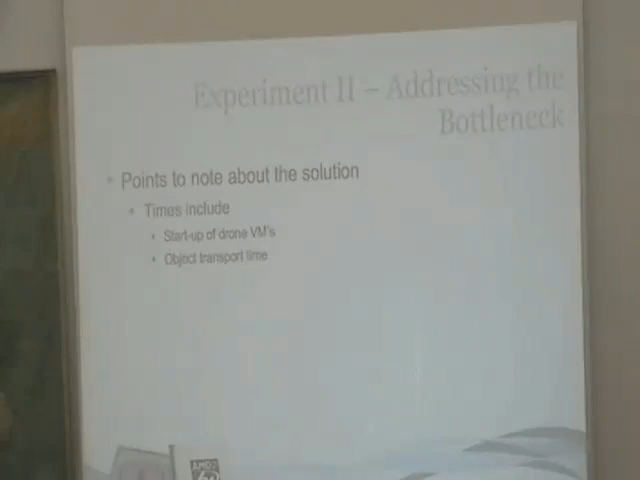 Experiment II – Addressing the
Bottleneck
• Points to note about the solution
• Times include
• Start-up of drone VM's
• Object transport time